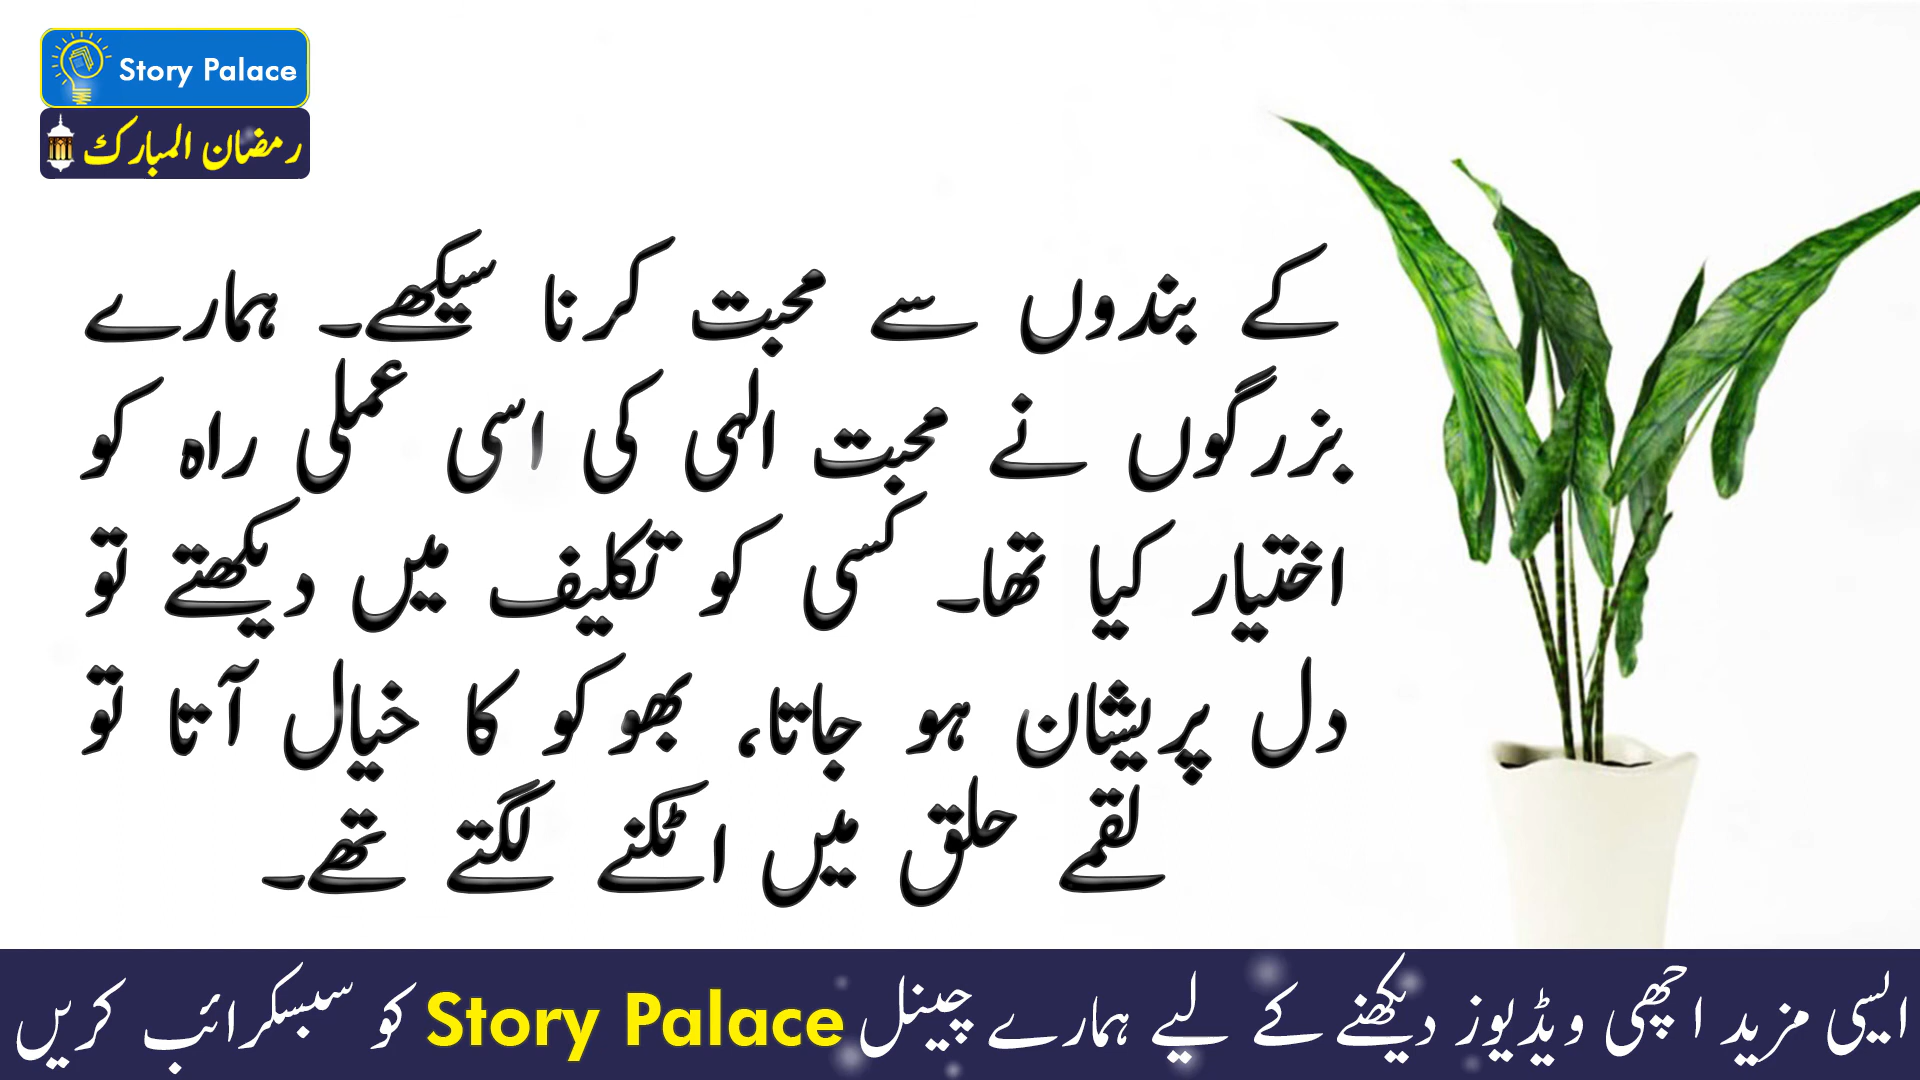 Story Palace
رمضان المبارک
کے بندوں سے محبت کرنا سیکھے۔ ہمارے
بزرگوں نے محبت الہی کی اسی عملی راہ کو
اختیار کیا تھا۔ کسی کو تکلیف میں دیکھتے تو
دل پریشان ہو جاتا، بھوکو کا خیال آتا تو
لقمے حلق میں اٹکنے لگتے تھے۔
ایسی مزید اچھی ویڈیوز دیکھنے کے لیے ہمارے چینل Story Palace کو سبسکرائب کریں